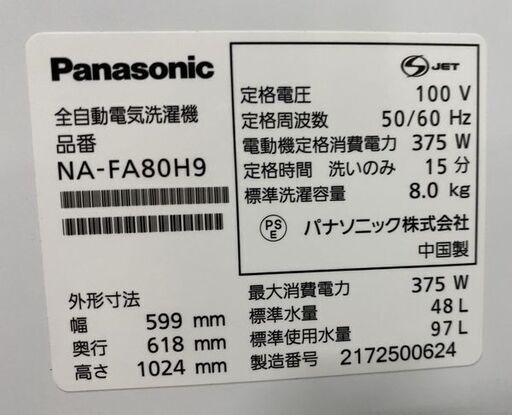 Panasonic
全自動電気洗濯機
品番
NA-FA80H9
外形寸法
幅 599 mm
奥行 618 mm
高さ 1024 mm
S JET
定格電圧 100 V
定格周波数 50/60 Hz
電動機定格消費電力 375 W
定格時間 洗いのみ 15 分
標準洗濯容量 8.0 kg
PSE パナソニック株式会社
中国製
最大消費電力 375 W
標準水量 48 L
標準使用水量 97 L
製造番号 2172500624